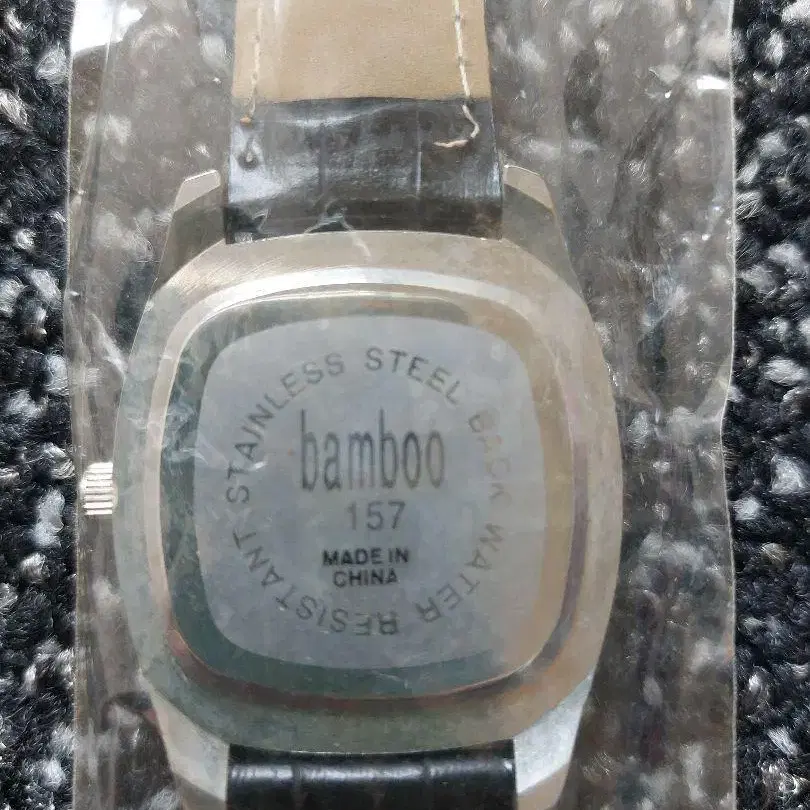 STAINLESS STEEL BACK WATER RESISTANT
bamboo
157
MADE IN
CHINA